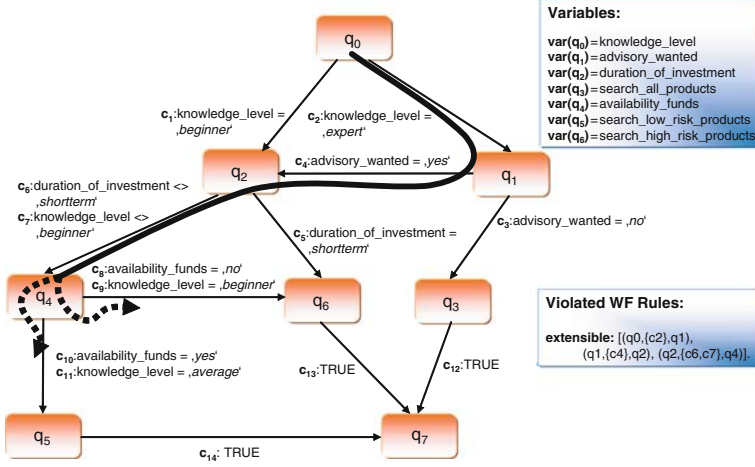 q0
Variables:
var(q0)=knowledge_level
var(q1)=advisory_wanted
var(q2)=duration_of_investment
var(q3)=search_all_products
var(q4)=availability_funds
var(q5)=search_low_risk_products
var(q6)=search_high_risk_products
c1:knowledge_level =
‚beginner‘
c2:knowledge_level =
‚expert‘
q2
c4:advisory_wanted = ‚yes‘
q1
c6:duration_of_investment <>
‚shortterm‘
c7:knowledge_level <>
‚beginner‘
c5:duration_of_investment =
‚shortterm‘
c3:advisory_wanted = ‚no‘
q4
c8:availability_funds = ‚no‘
c9:knowledge_level = ‚beginner‘
q6
q3
Violated WF Rules:
extensible: [(q0,{c2},q1),
(q1,{c4},q2), (q2,{c6,c7},q4)].
c10:availability_funds = ‚yes‘
c11:knowledge_level = ‚average‘
c13:TRUE
c12:TRUE
q5
c14: TRUE
q7